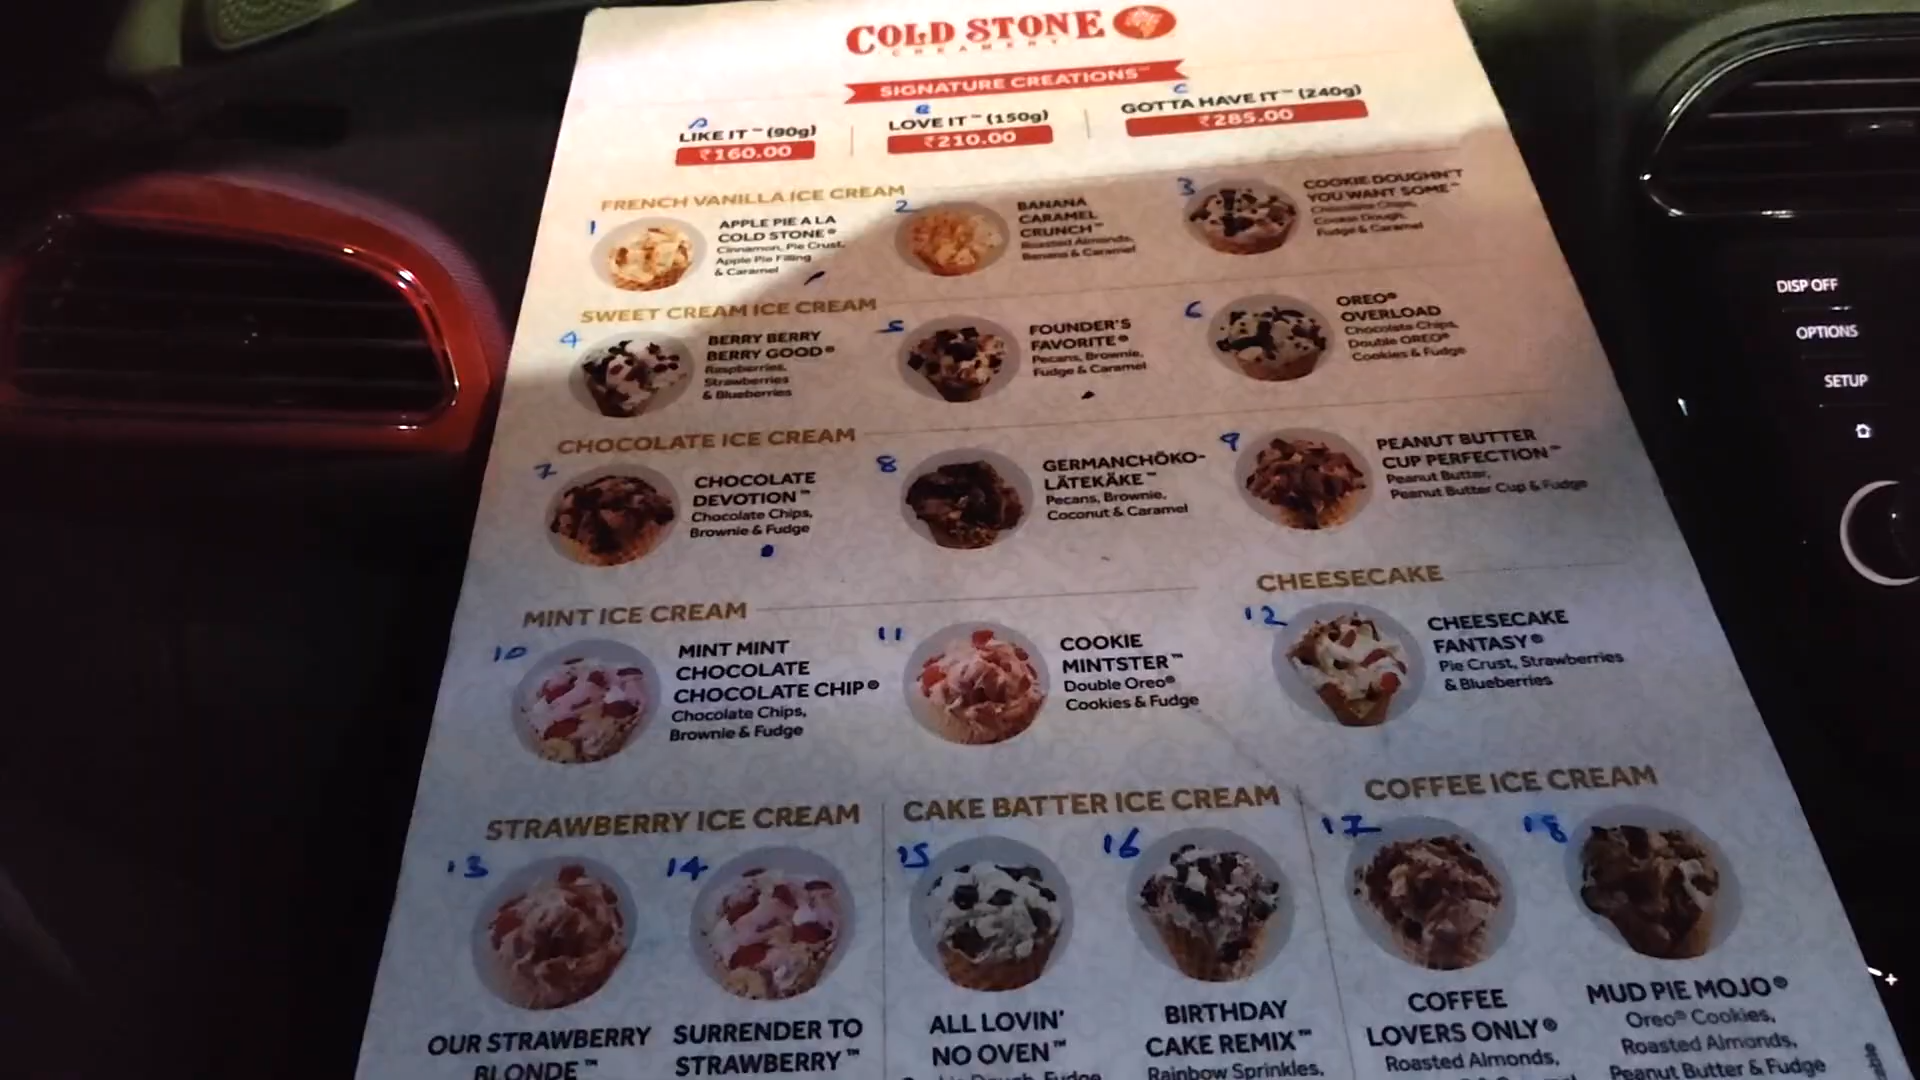 COLD STONE
CREAMERY
SIGNATURE CREATIONS™
A
B
C
LIKE IT™ (90g)
₹160.00
LOVE IT™ (150g)
₹210.00
GOTTA HAVE IT™ (240g)
₹285.00
FRENCH VANILLA ICE CREAM
1
APPLE PIE A LA
COLD STONE®
Cinnamon, Pie Crust,
Apple Pie Filling
& Caramel
2
BANANA
CARAMEL
CRUNCH™
Roasted Almonds,
Banana & Caramel
3
COOKIE DOUGHN'T
YOU WANT SOME™
Chocolate Chips,
Cookie Dough,
Fudge & Caramel
SWEET CREAM ICE CREAM
4
BERRY BERRY
BERRY GOOD®
Raspberries,
Strawberries
& Blueberries
5
FOUNDER'S
FAVORITE®
Pecans, Brownie,
Fudge & Caramel
6
OREO®
OVERLOAD
Chocolate Chips,
Double OREO®
Cookies & Fudge
CHOCOLATE ICE CREAM
7
CHOCOLATE
DEVOTION™
Chocolate Chips,
Brownie & Fudge
8
GERMANCHÖKO-
LÄTEKÄKE™
Pecans, Brownie,
Coconut & Caramel
9
PEANUT BUTTER
CUP PERFECTION™
Peanut Butter,
Peanut Butter Cup & Fudge
MINT ICE CREAM
10
MINT MINT
CHOCOLATE
CHOCOLATE CHIP®
Chocolate Chips,
Brownie & Fudge
11
COOKIE
MINTSTER™
Double Oreo®
Cookies & Fudge
CHEESECAKE
12
CHEESECAKE
FANTASY®
Pie Crust, Strawberries
& Blueberries
STRAWBERRY ICE CREAM
13
OUR STRAWBERRY
BLONDE™
14
SURRENDER TO
STRAWBERRY™
CAKE BATTER ICE CREAM
15
ALL LOVIN'
NO OVEN™
Dough, Fudge
16
BIRTHDAY
CAKE REMIX™
Rainbow Sprinkles,
COFFEE ICE CREAM
17
COFFEE
LOVERS ONLY®
Roasted Almonds,
18
MUD PIE MOJO®
Oreo® Cookies,
Roasted Almonds,
Peanut Butter & Fudge
DISP OFF
OPTIONS
SETUP
+